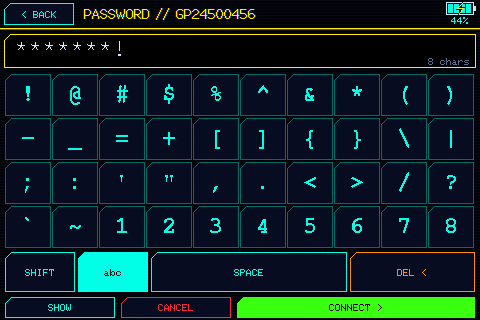 < BACK PASSWORD // GP24500456 44%
*******!
8 chars
! @ # $ % ^ & * ( )
- _ = + [ ] { } \ |
; : ' " , . < > / ?
` ~ 1 2 3 4 5 6 7 8
SHIFT abc SPACE DEL <
SHOW CANCEL CONNECT >